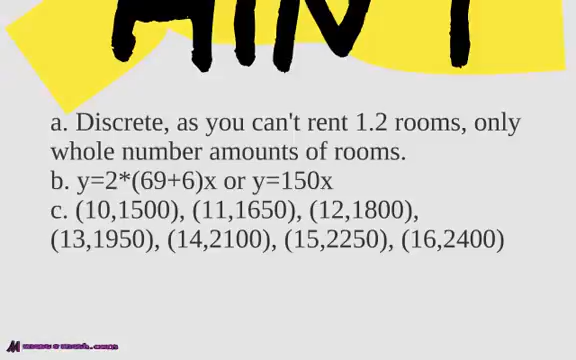 AIN'T
a. Discrete, as you can't rent 1.2 rooms, only
whole number amounts of rooms.
b. y=2*(69+6)x or y=150x
c. (10,1500), (11,1650), (12,1800),
(13,1950), (14,2100), (15,2250), (16,2400)